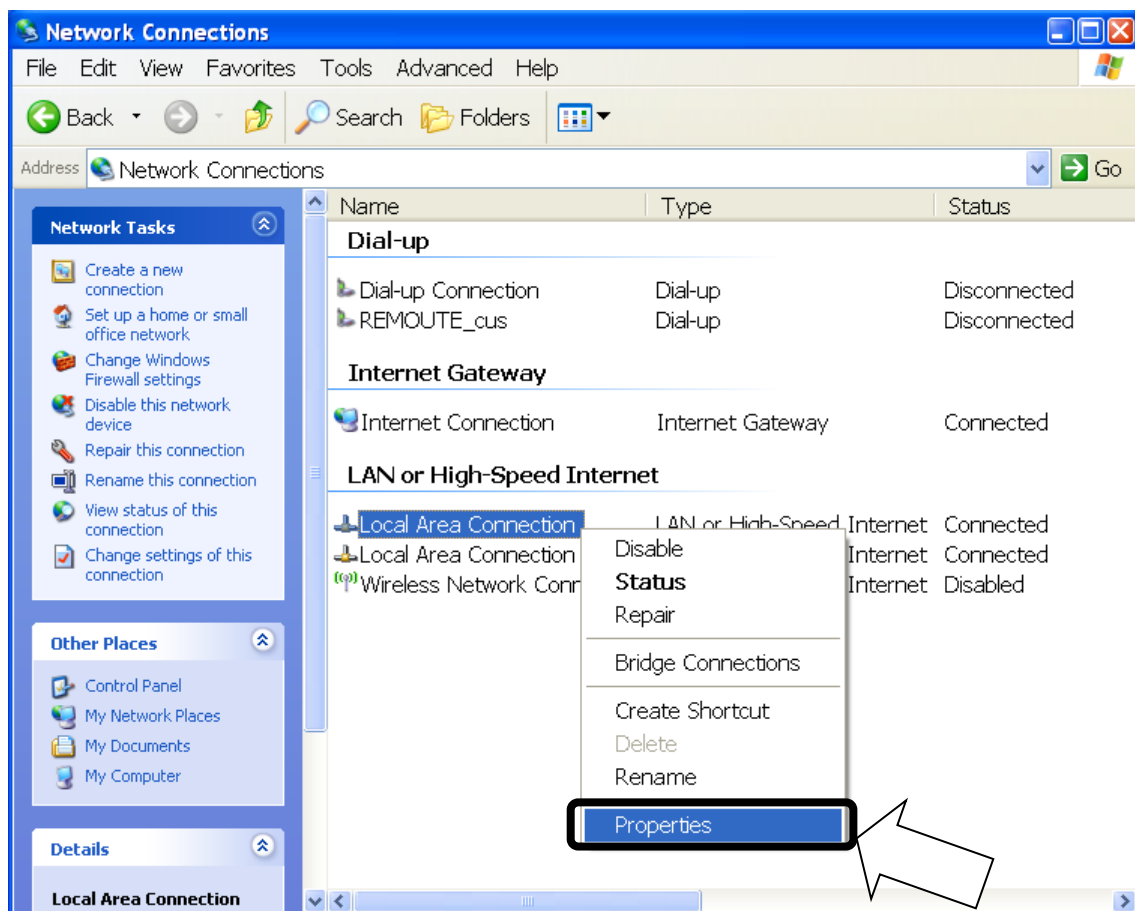 Network Connections
File Edit View Favorites Tools Advanced Help
Back Search Folders
Address Network Connections Go
Network Tasks
Create a new
connection
Set up a home or small
office network
Change Windows
Firewall settings
Disable this network
device
Repair this connection
Rename this connection
View status of this
connection
Change settings of this
connection
Other Places
Control Panel
My Network Places
My Documents
My Computer
Details
Local Area Connection
Name Type Status
Dial-up
Dial-up Connection Dial-up Disconnected
REMOUTE_cus Dial-up Disconnected
Internet Gateway
Internet Connection Internet Gateway Connected
LAN or High-Speed Internet
Local Area Connection LAN or High-Speed Internet Connected
Local Area Connection Internet Connected
Wireless Network Conr Internet Disabled
Disable
Status
Repair
Bridge Connections
Create Shortcut
Delete
Rename
Properties